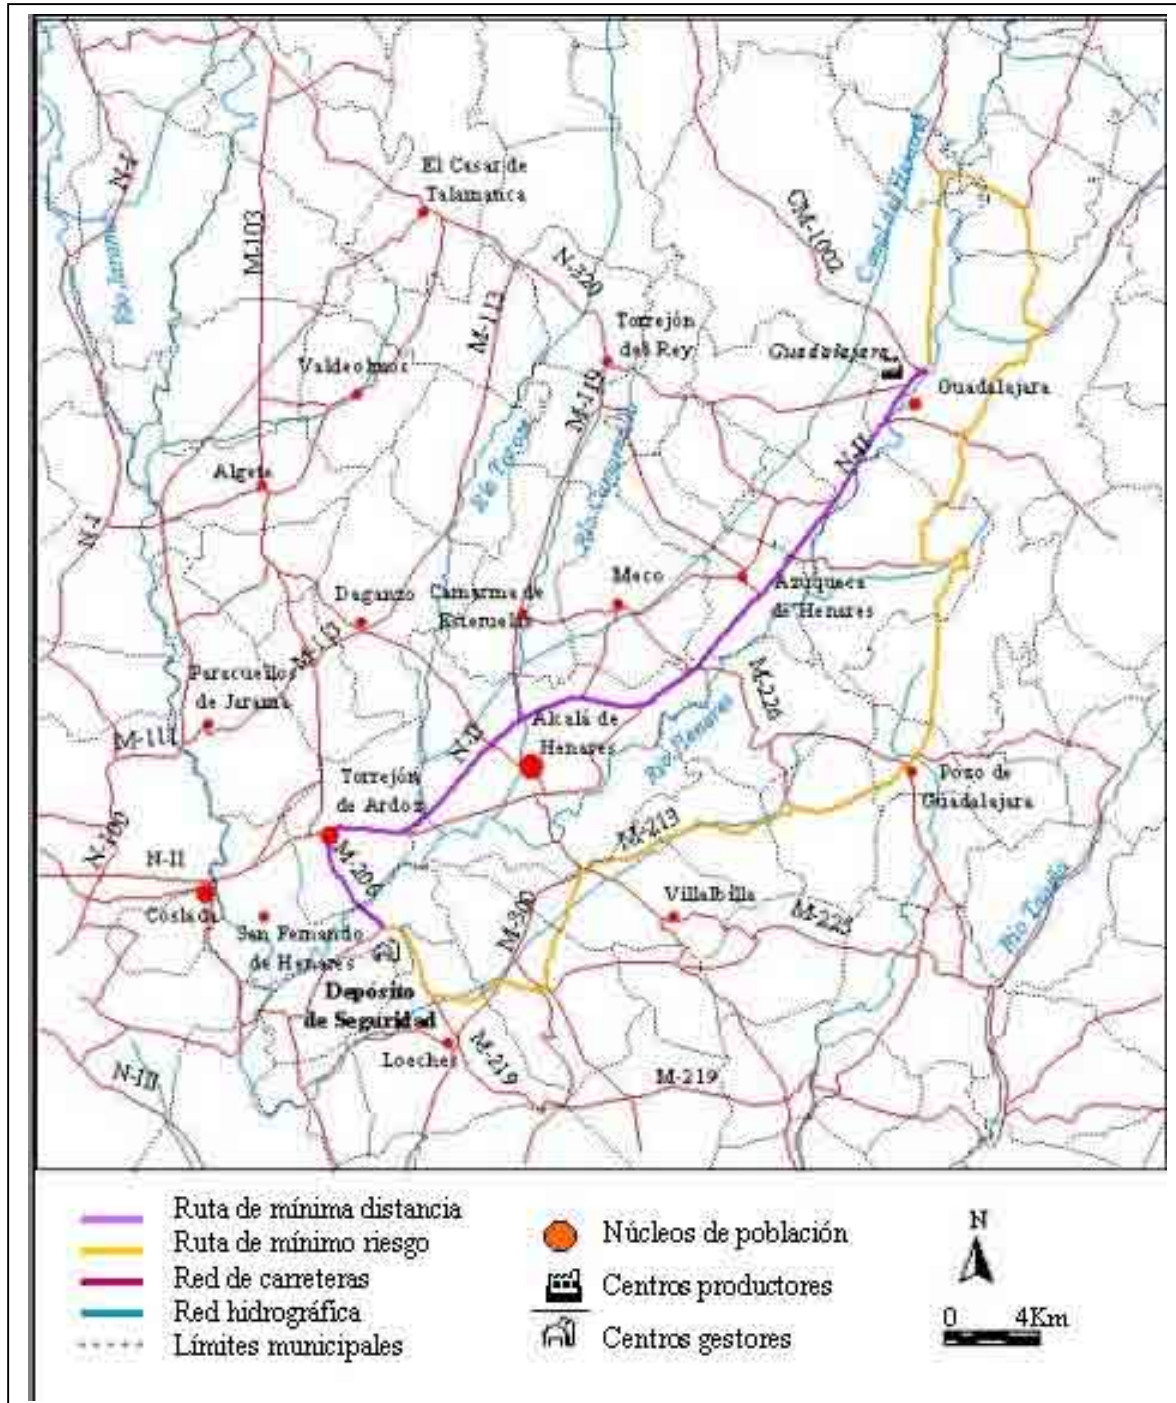 N-I
El Casar de
Talamanca
M-103
CM-1002
Canal del Henares
Río Jarama
N-320
M-113
Torrejón
del Rey
Guadalajara
Guadalajara
M-119
N-II
Algete
N-I
Meco
Daganzo
Camarma de
Esteruelas
Azuqueca
de Henares
M-113
Paracuellos
de Jarama
M-226
M-111
N-II
Alcalá de
Henares
Río Henares
Torrejón
de Ardoz
Pozo de
Guadalajara
N-100
N-II
M-206
M-213
Coslada
San Fernando
de Henares
M-300
Villalbilla
M-225
Río Tajuña
Depósito
de Seguridad
Loeches
M-219
M-219
N-III
Ruta de mínima distancia
Ruta de mínimo riesgo
Red de carreteras
Red hidrográfica
Límites municipales
Núcleos de población
Centros productores
Centros gestores
N
0 4Km